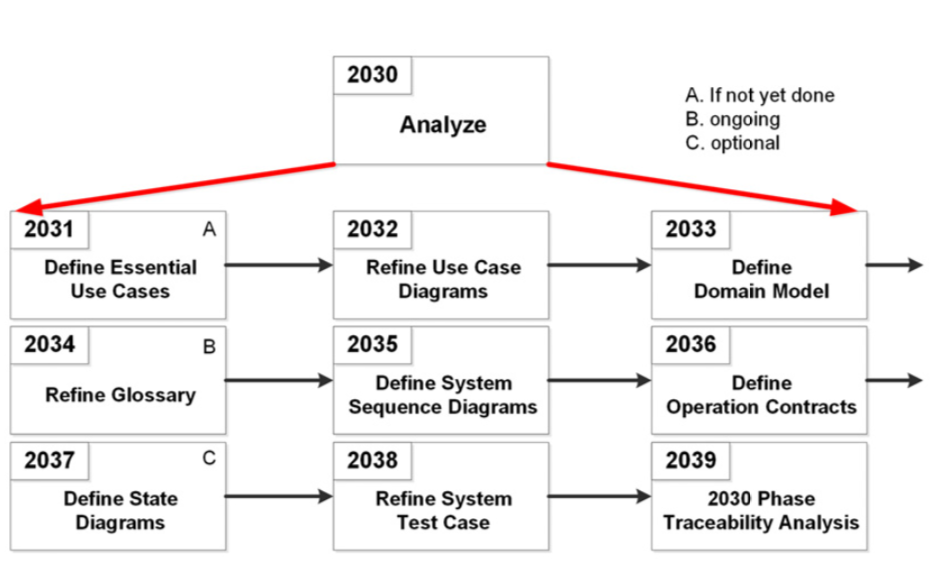 2030
Analyze
A. If not yet done
B. ongoing
C. optional
2031 A
Define Essential
Use Cases
2032
Refine Use Case
Diagrams
2033
Define
Domain Model
2034 B
Refine Glossary
2035
Define System
Sequence Diagrams
2036
Define
Operation Contracts
2037 C
Define State
Diagrams
2038
Refine System
Test Case
2039
2030 Phase
Traceability Analysis